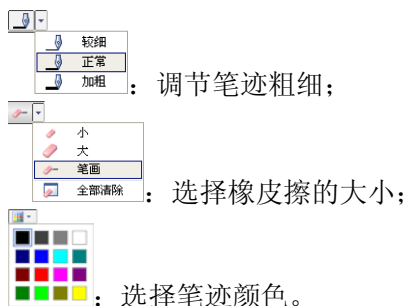 较细
正常
加粗
：调节笔迹粗细；
小
大
笔画
全部清除
：选择橡皮擦的大小；
：选择笔迹颜色。